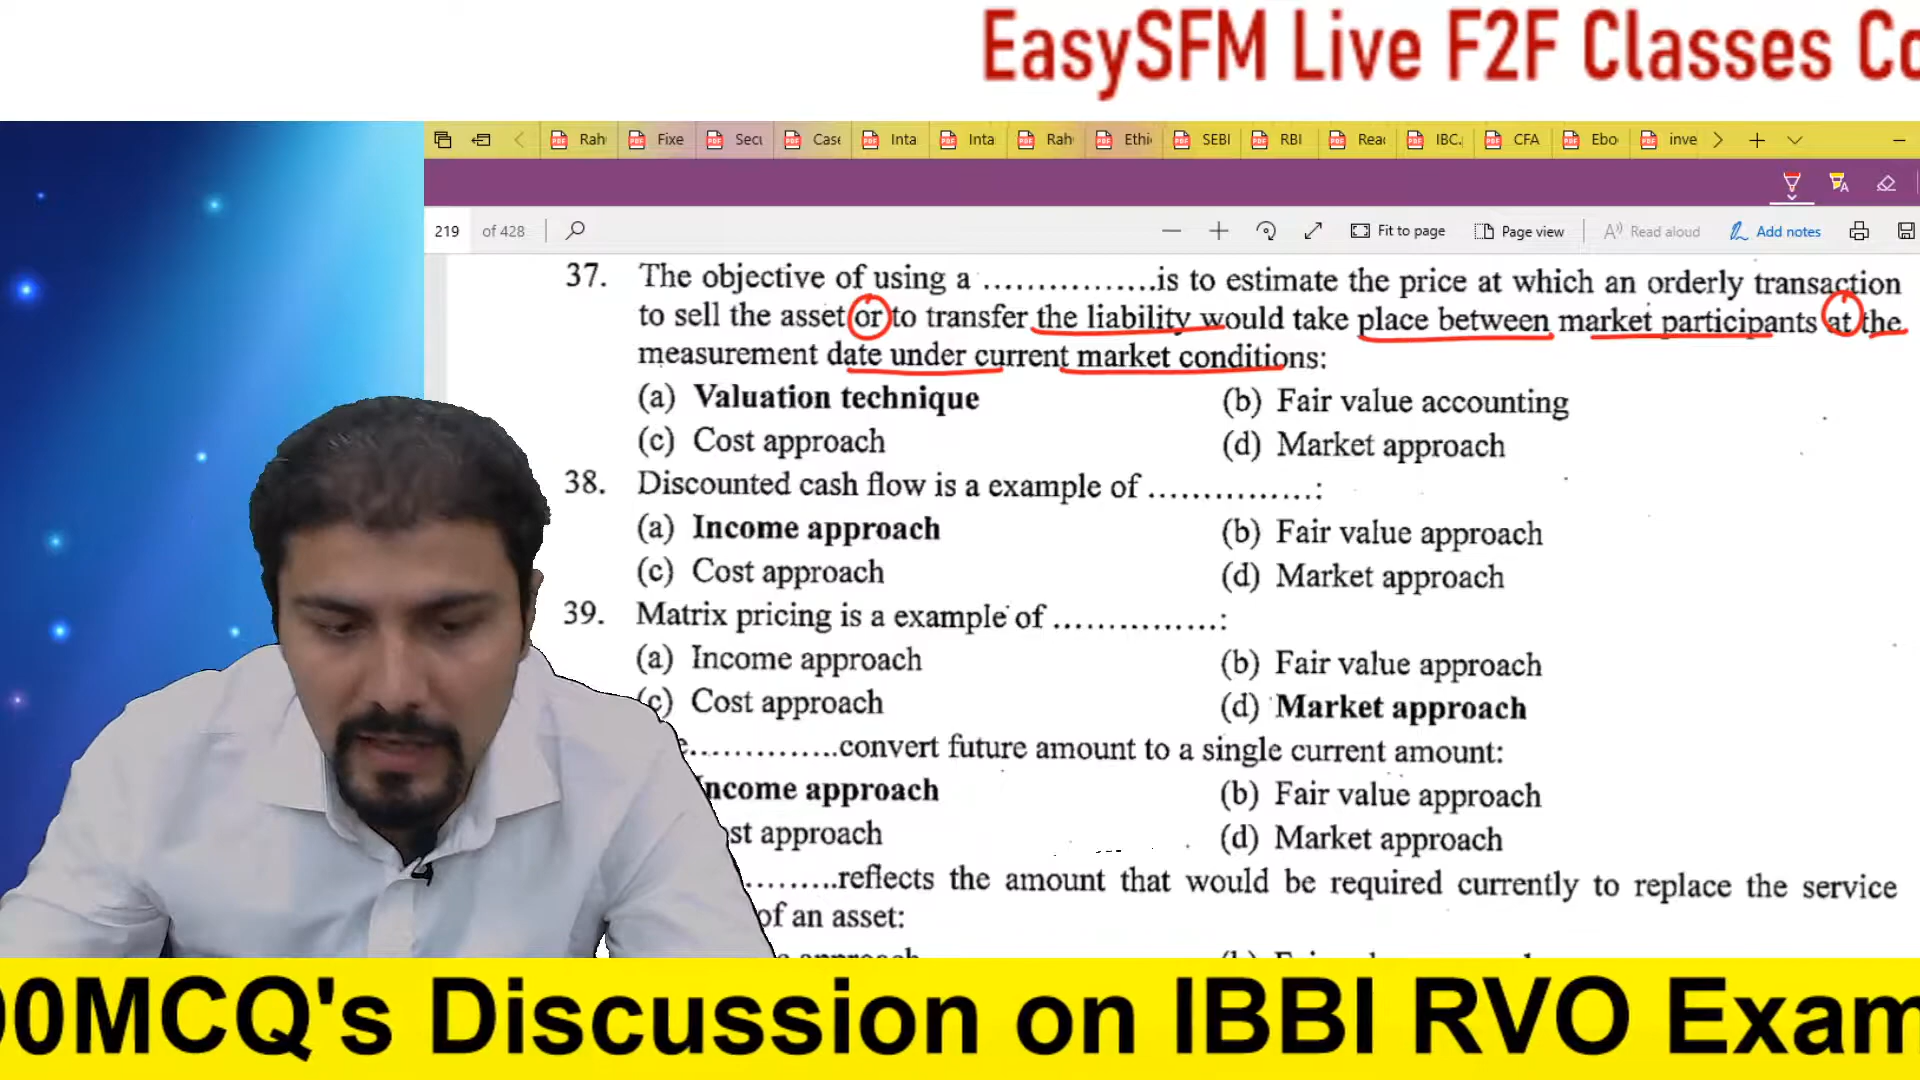 EasySFM Live F2F Classes Co
Rah Fixe Secu Case Inta Inta Rah Ethi SEBI RBI Read IBC. CFA Ebo inve
219 of 428 Fit to page Page view Read aloud Add notes
37. The objective of using a ................is to estimate the price at which an orderly transaction
to sell the asset or to transfer the liability would take place between market participants at the
measurement date under current market conditions:
(a) Valuation technique (b) Fair value accounting
(c) Cost approach (d) Market approach
38. Discounted cash flow is a example of ...............:
(a) Income approach (b) Fair value approach
(c) Cost approach (d) Market approach
39. Matrix pricing is a example of ...............:
(a) Income approach (b) Fair value approach
(c) Cost approach (d) Market approach
..............convert future amount to a single current amount:
Income approach (b) Fair value approach
ost approach (d) Market approach
.........reflects the amount that would be required currently to replace the service
of an asset:
00MCQ's Discussion on IBBI RVO Exam